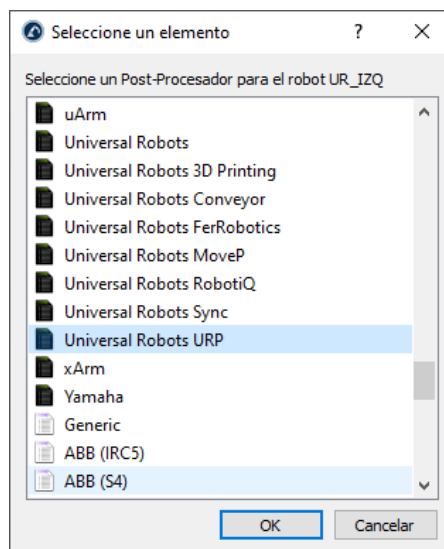 Seleccione un elemento
Seleccione un Post-Procesador para el robot UR_IZQ
uArm
Universal Robots
Universal Robots 3D Printing
Universal Robots Conveyor
Universal Robots FerRobotics
Universal Robots MoveP
Universal Robots RobotiQ
Universal Robots Sync
Universal Robots URP
xArm
Yamaha
Generic
ABB (IRC5)
ABB (S4)
OK
Cancelar